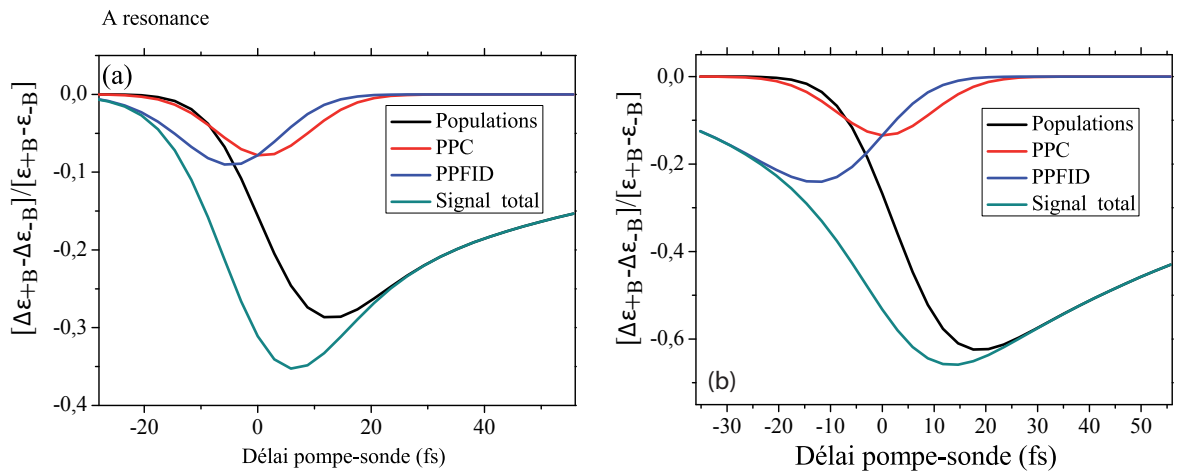 A resonance
(a)
0,0
-0,1
-0,2
-0,3
-0,4
[Δε+B-Δε-B]/[ε+B-ε-B]
Populations
PPC
PPFID
Signal total
-20
0
20
40
Délai pompe-sonde (fs)
(b)
0,0
-0,2
-0,4
-0,6
[Δε+B-Δε-B]/[ε+B-ε-B]
Populations
PPC
PPFID
Signal total
-30
-20
-10
0
10
20
30
40
50
Délai pompe-sonde (fs)